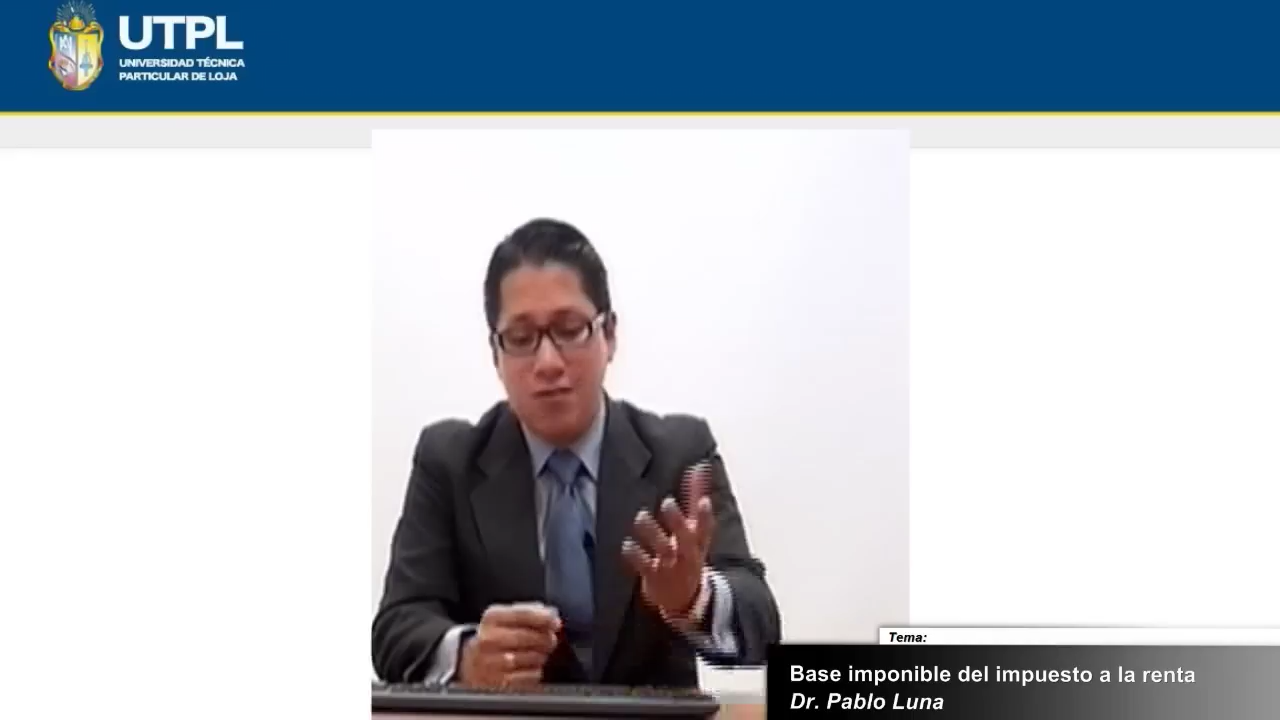 UTPL
UNIVERSIDAD TÉCNICA
PARTICULAR DE LOJA
Tema:
Base imponible del impuesto a la renta
Dr. Pablo Luna